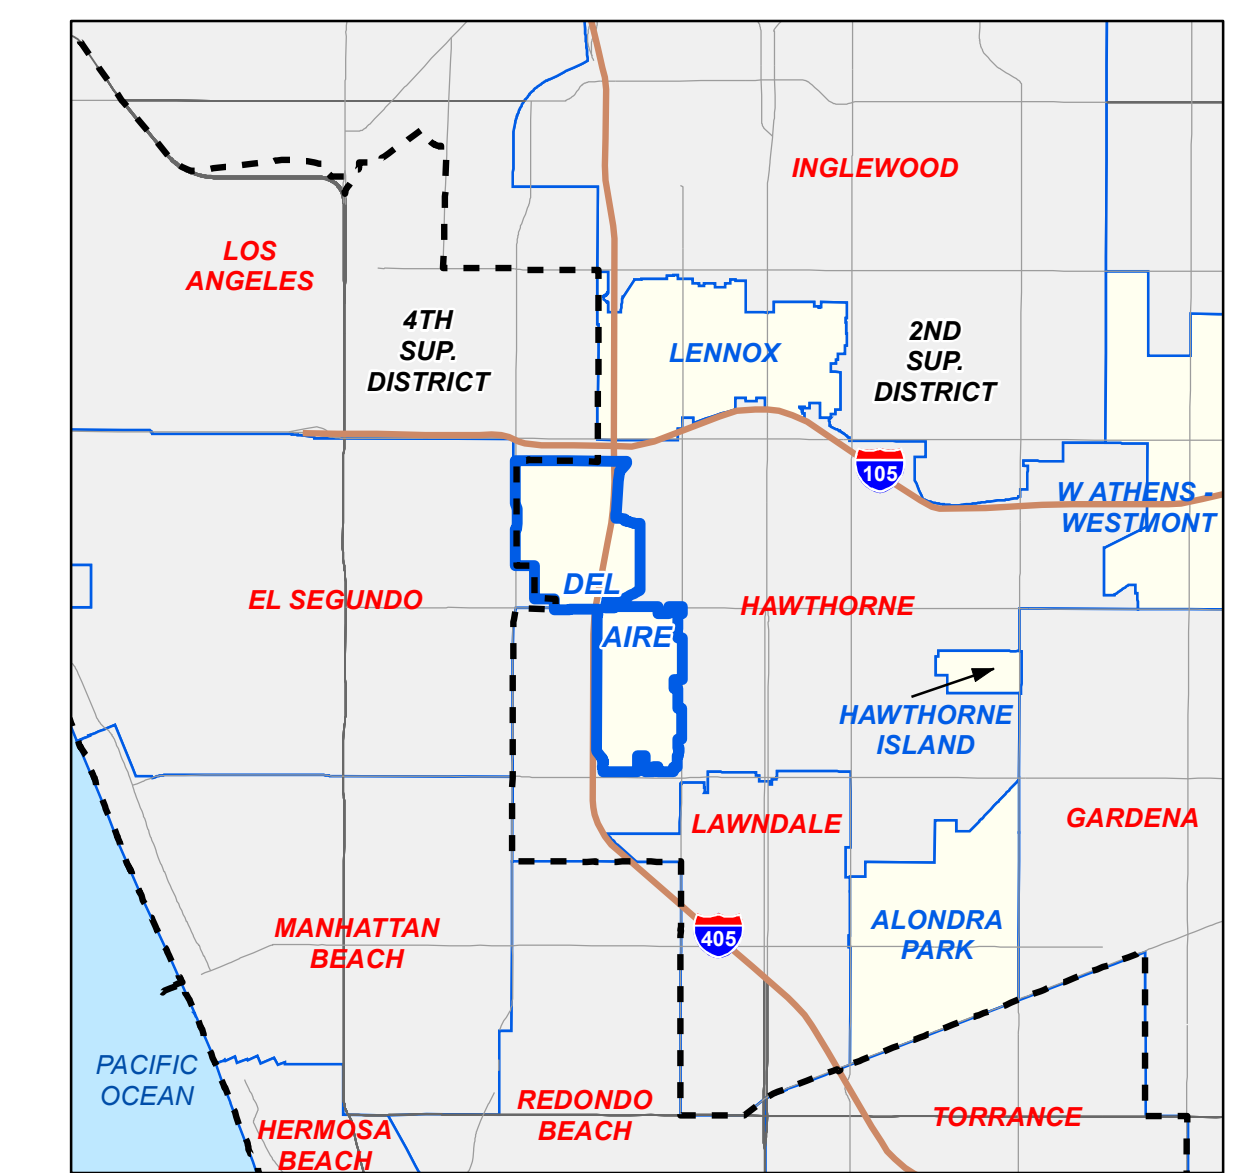 INGLEWOOD
LOS
ANGELES
4TH
SUP.
DISTRICT
LENNOX
2ND
SUP.
DISTRICT
105
W ATHENS -
WESTMONT
DEL
AIRE
EL SEGUNDO
HAWTHORNE
HAWTHORNE
ISLAND
LAWNDALE
GARDENA
MANHATTAN
BEACH
405
ALONDRA
PARK
PACIFIC
OCEAN
HERMOSA
BEACH
REDONDO
BEACH
TORRANCE